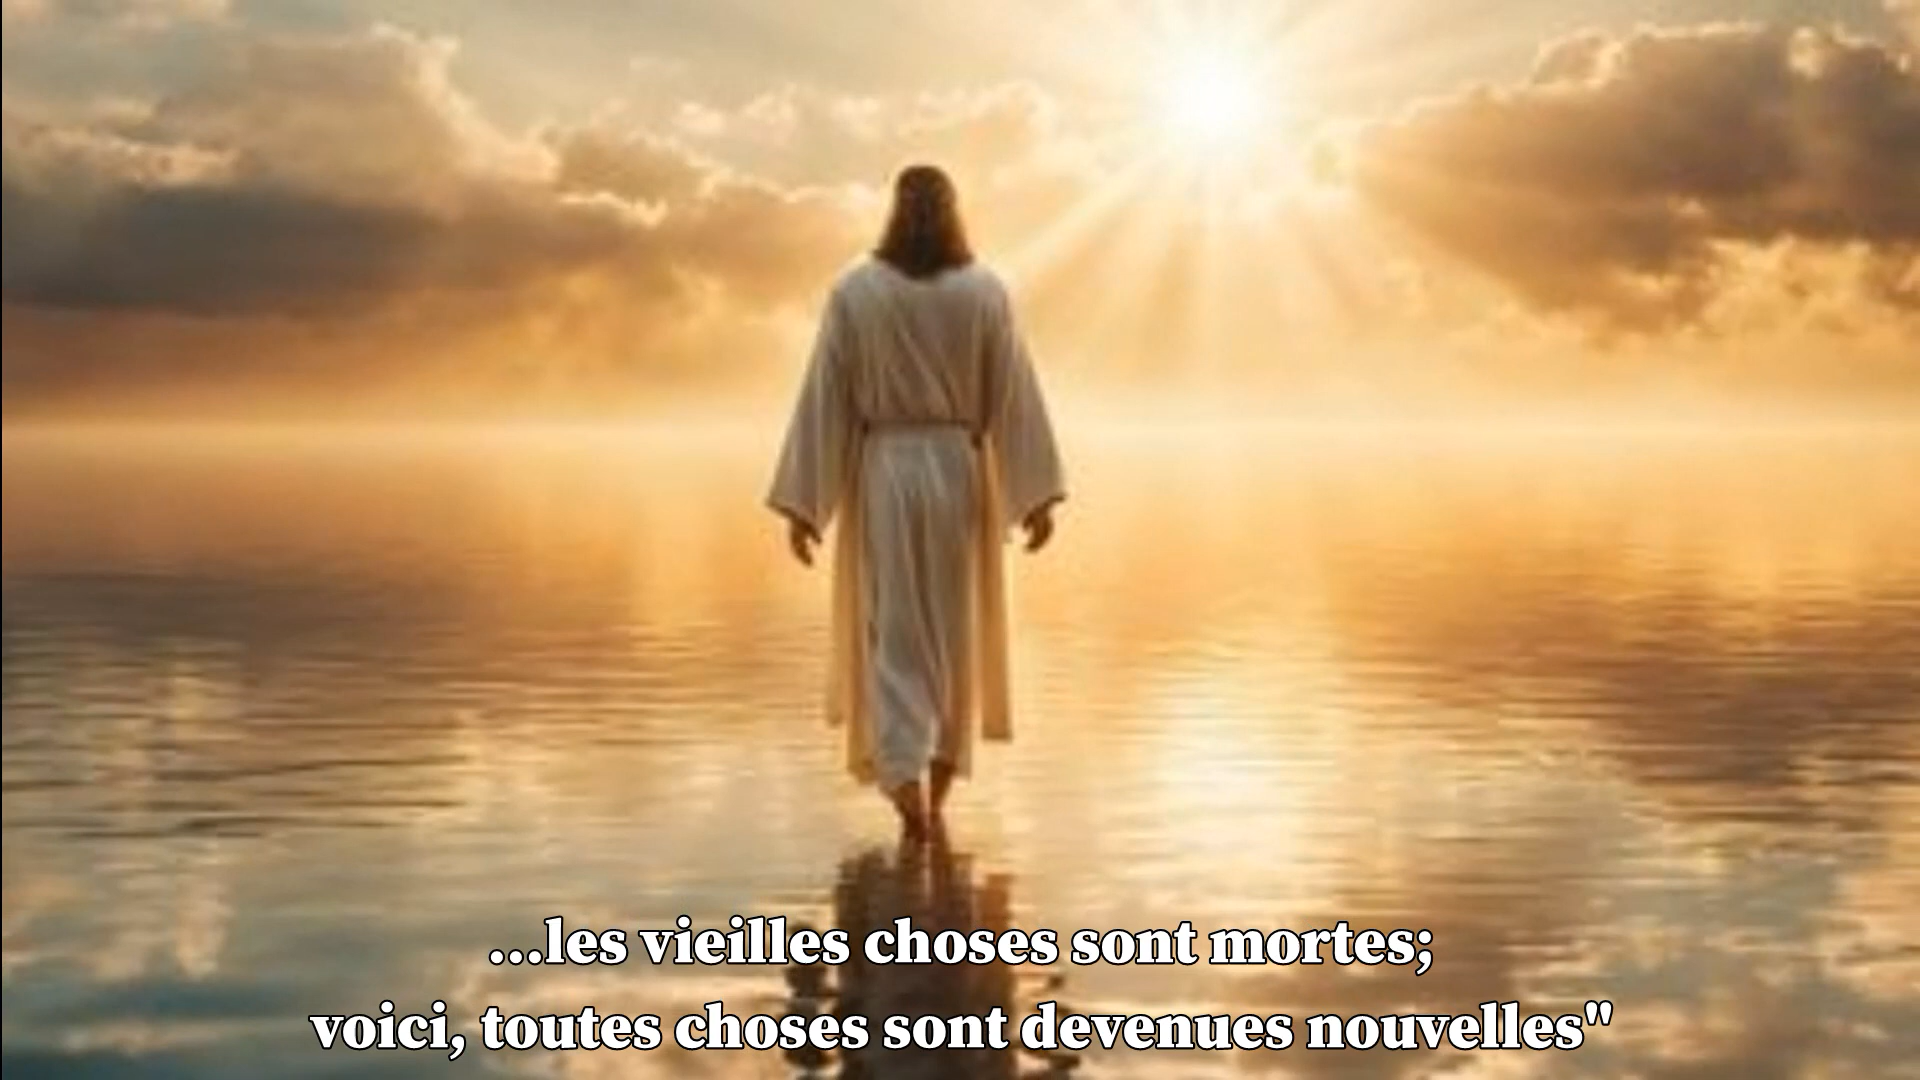 ...les vieilles choses sont mortes;
voici, toutes choses sont devenues nouvelles"